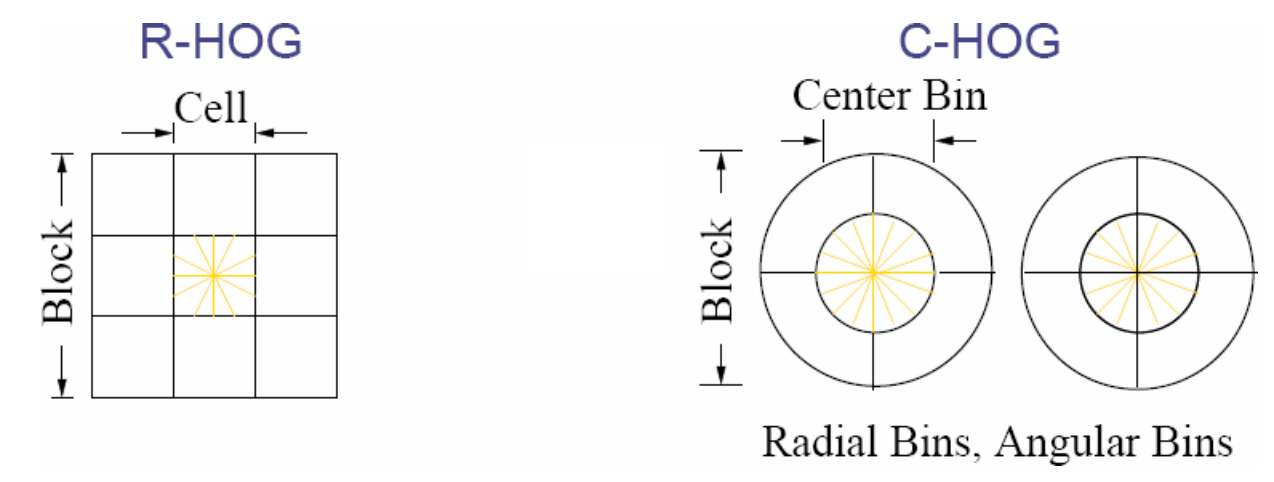 R-HOG
Cell
Block
C-HOG
Center Bin
Block
Radial Bins, Angular Bins